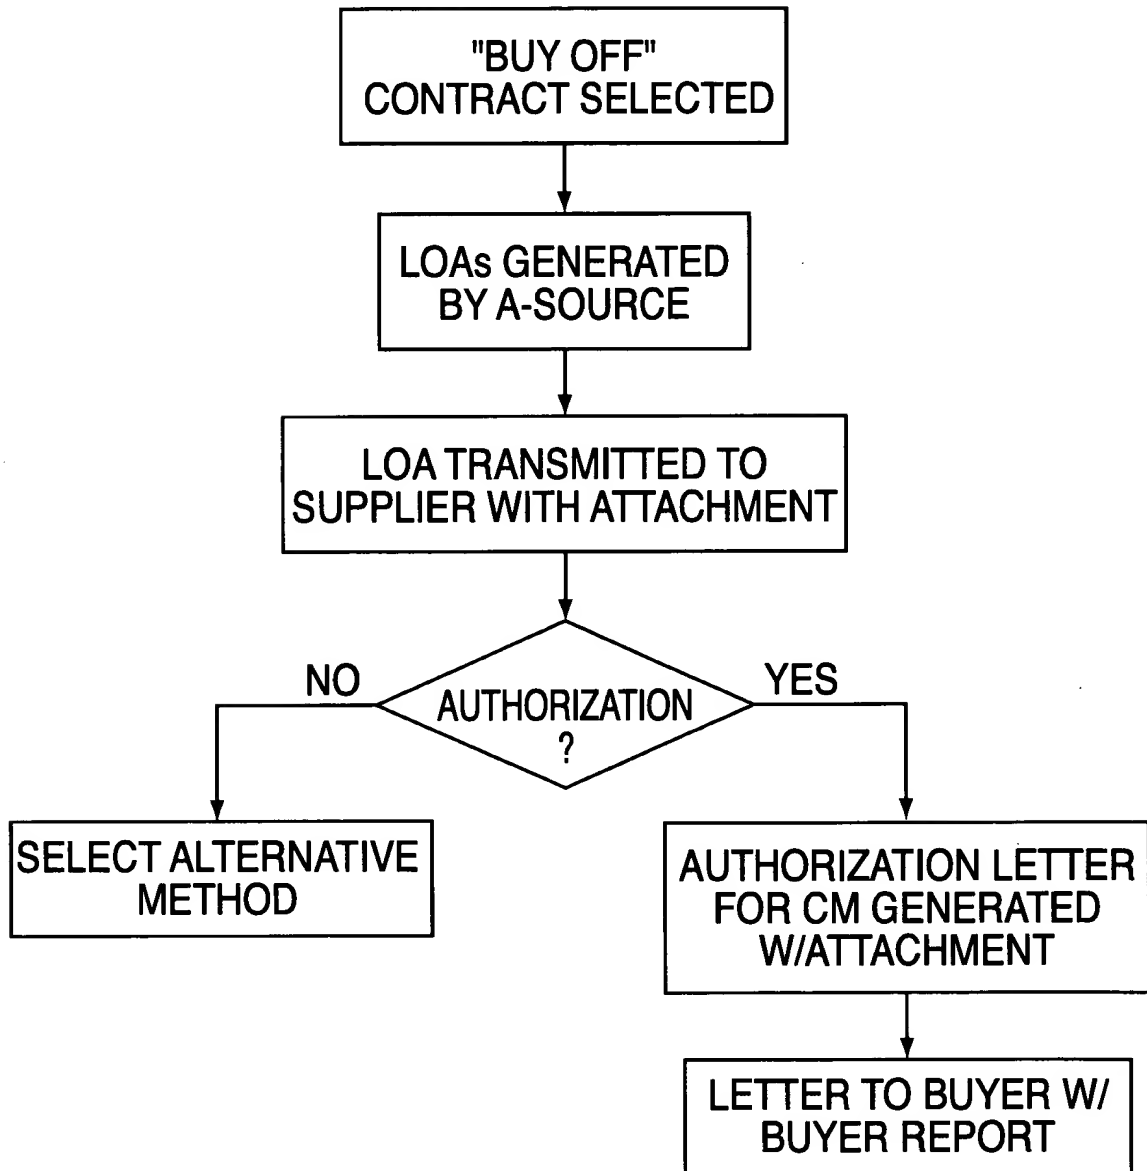 "BUY OFF"
CONTRACT SELECTED
LOAs GENERATED
BY A-SOURCE
LOA TRANSMITTED TO
SUPPLIER WITH ATTACHMENT
NO
YES
AUTHORIZATION
?
SELECT ALTERNATIVE
METHOD
AUTHORIZATION LETTER
FOR CM GENERATED
W/ATTACHMENT
LETTER TO BUYER W/
BUYER REPORT